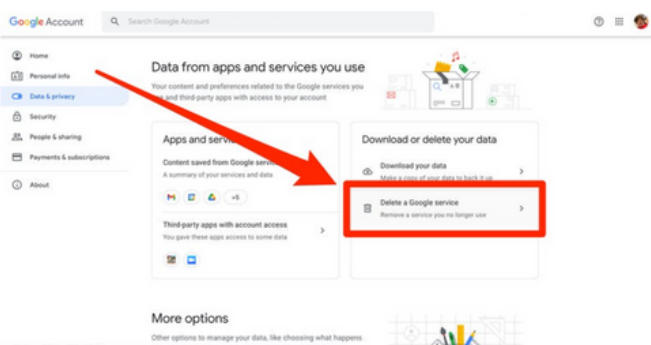 Google Account
Search Google Account
Home
Personal info
Data & privacy
Security
People & sharing
Payments & subscriptions
About
Data from apps and services you use
Your content and preferences related to the Google services you
and third-party apps with access to your account
Apps and
Content saved from Google
A summary of your services and data
+5
Third-party apps with account access
You gave these apps access to some data
Download or delete your data
Download your data
Make a copy of your data to back it up
Delete a Google service
Remove a service you no longer use
More options
Other options to manage your data, like choosing what happens